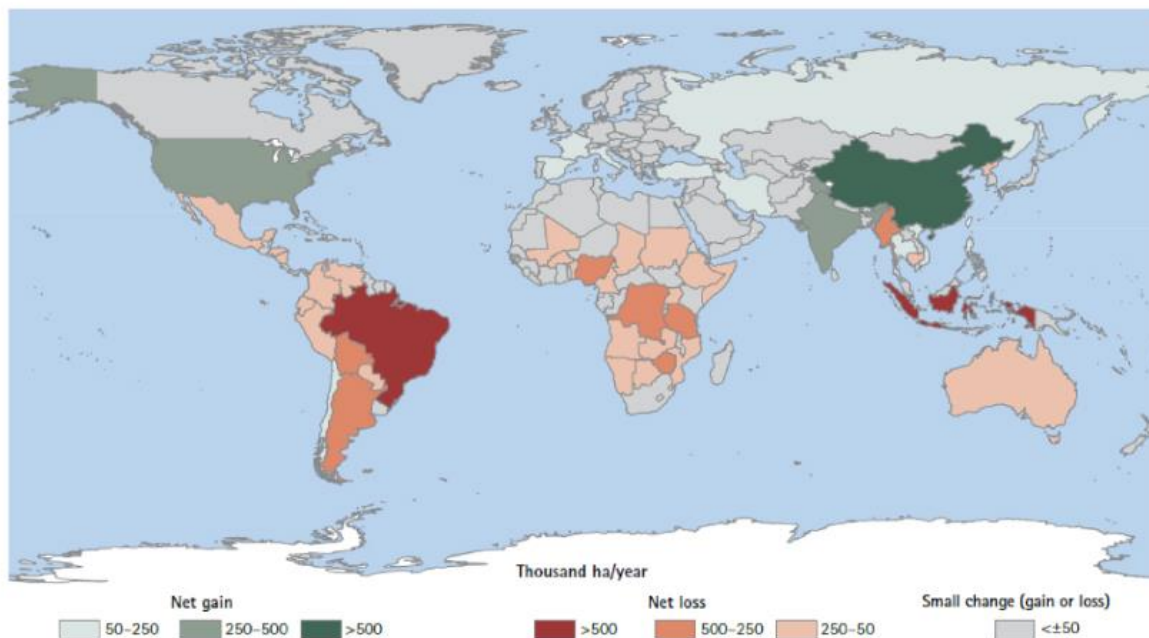 Thousand ha/year
Net gain
Net loss
Small change (gain or loss)
50–250
250–500
>500
>500
500–250
250–50
<±50